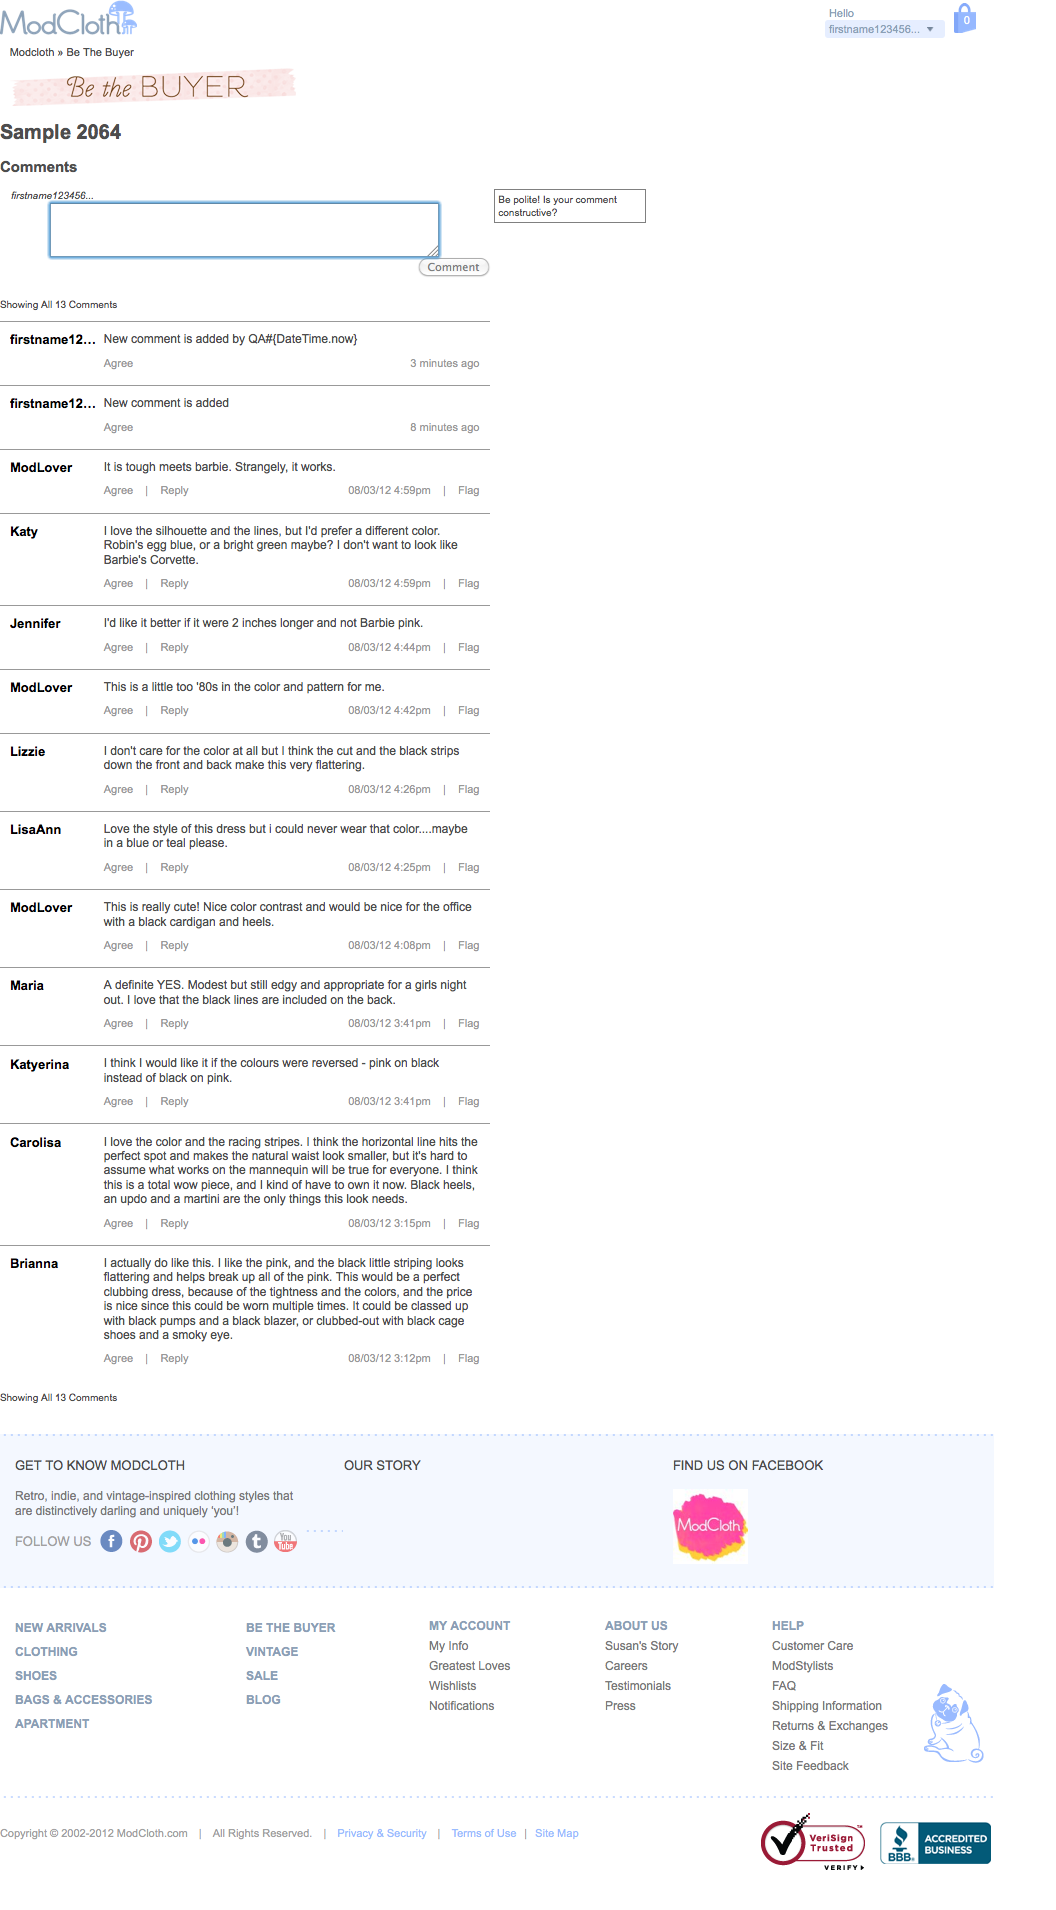 ModCloth
Hello
firstname123456...
0
Modcloth » Be The Buyer
Be the BUYER
Sample 2064
Comments
firstname123456...
Be polite! Is your comment
constructive?
Comment
Showing All 13 Comments
firstname12... New comment is added by QA#{DateTime.now}
Agree 3 minutes ago
firstname12... New comment is added
Agree 8 minutes ago
ModLover It is tough meets barbie. Strangely, it works.
Agree | Reply 08/03/12 4:59pm | Flag
Katy I love the silhouette and the lines, but I'd prefer a different color.
Robin's egg blue, or a bright green maybe? I don't want to look like
Barbie's Corvette.
Agree | Reply 08/03/12 4:59pm | Flag
Jennifer I'd like it better if it were 2 inches longer and not Barbie pink.
Agree | Reply 08/03/12 4:44pm | Flag
ModLover This is a little too '80s in the color and pattern for me.
Agree | Reply 08/03/12 4:42pm | Flag
Lizzie I don't care for the color at all but I think the cut and the black strips
down the front and back make this very flattering.
Agree | Reply 08/03/12 4:26pm | Flag
LisaAnn Love the style of this dress but i could never wear that color....maybe
in a blue or teal please.
Agree | Reply 08/03/12 4:25pm | Flag
ModLover This is really cute! Nice color contrast and would be nice for the office
with a black cardigan and heels.
Agree | Reply 08/03/12 4:08pm | Flag
Maria A definite YES. Modest but still edgy and appropriate for a girls night
out. I love that the black lines are included on the back.
Agree | Reply 08/03/12 3:41pm | Flag
Katyerina I think I would like it if the colours were reversed - pink on black
instead of black on pink.
Agree | Reply 08/03/12 3:41pm | Flag
Carolisa I love the color and the racing stripes. I think the horizontal line hits the
perfect spot and makes the natural waist look smaller, but it's hard to
assume what works on the mannequin will be true for everyone. I think
this is a total wow piece, and I kind of have to own it now. Black heels,
an updo and a martini are the only things this look needs.
Agree | Reply 08/03/12 3:15pm | Flag
Brianna I actually do like this. I like the pink, and the black little striping looks
flattering and helps break up all of the pink. This would be a perfect
clubbing dress, because of the tightness and the colors, and the price
is nice since this could be worn multiple times. It could be classed up
with black pumps and a black blazer, or clubbed-out with black cage
shoes and a smoky eye.
Agree | Reply 08/03/12 3:12pm | Flag
Showing All 13 Comments
GET TO KNOW MODCLOTH
Retro, indie, and vintage-inspired clothing styles that
are distinctively darling and uniquely ‘you’!
FOLLOW US f t You Tube
OUR STORY
FIND US ON FACEBOOK
ModCloth
NEW ARRIVALS
CLOTHING
SHOES
BAGS & ACCESSORIES
APARTMENT
BE THE BUYER
VINTAGE
SALE
BLOG
MY ACCOUNT
My Info
Greatest Loves
Wishlists
Notifications
ABOUT US
Susan's Story
Careers
Testimonials
Press
HELP
Customer Care
ModStylists
FAQ
Shipping Information
Returns & Exchanges
Size & Fit
Site Feedback
Copyright © 2002-2012 ModCloth.com | All Rights Reserved. | Privacy & Security | Terms of Use | Site Map
VeriSign
Trusted
VERIFY
BBB.
ACCREDITED
BUSINESS